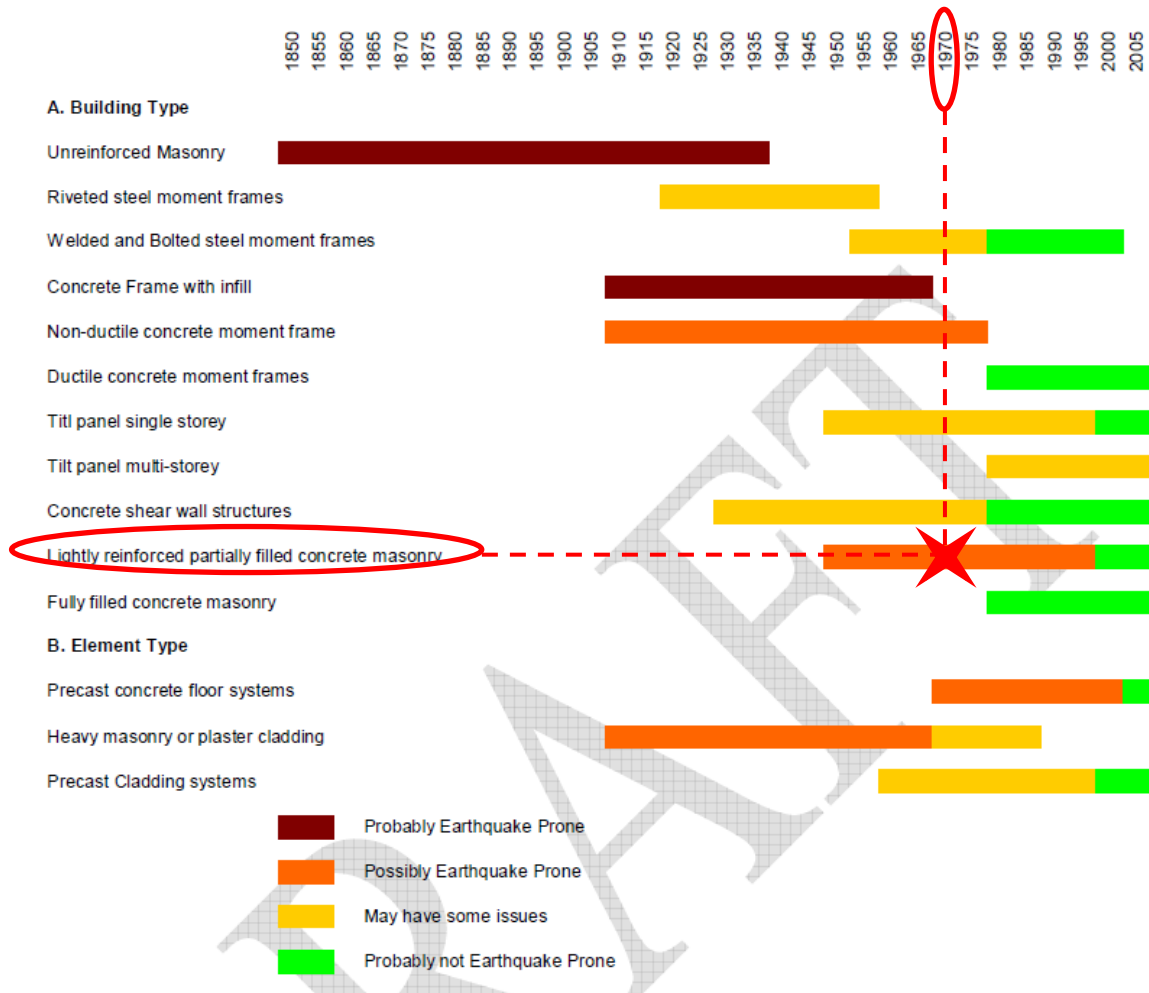 1850 1855 1860 1865 1870 1875 1880 1885 1890 1895 1900 1905 1910 1915 1920 1925 1930 1935 1940 1945 1950 1955 1960 1965 1970 1975 1980 1985 1990 1995 2000 2005
A. Building Type
Unreinforced Masonry
Riveted steel moment frames
Welded and Bolted steel moment frames
Concrete Frame with infill
Non-ductile concrete moment frame
Ductile concrete moment frames
Titl panel single storey
Tilt panel multi-storey
Concrete shear wall structures
Lightly reinforced partially filled concrete masonry
Fully filled concrete masonry
B. Element Type
Precast concrete floor systems
Heavy masonry or plaster cladding
Precast Cladding systems
Probably Earthquake Prone
Possibly Earthquake Prone
May have some issues
Probably not Earthquake Prone
RAFT